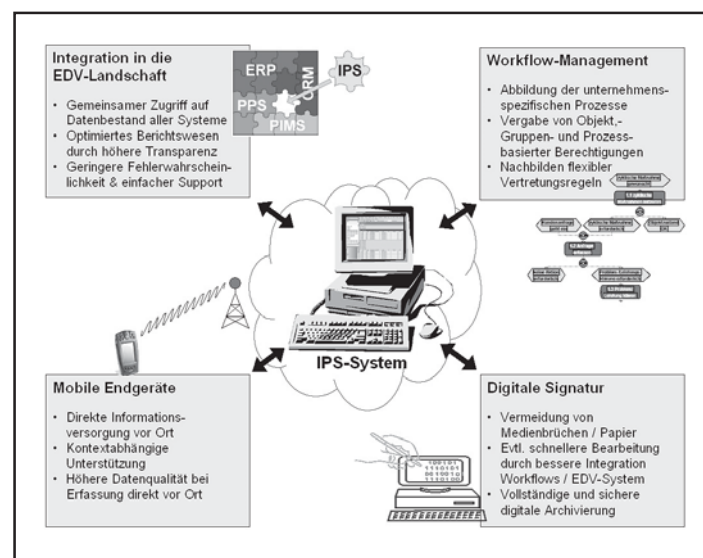 Integration in die
EDV-Landschaft
• Gemeinsamer Zugriff auf
Datenbestand aller Systeme
• Optimiertes Berichtswesen
durch höhere Transparenz
• Geringere Fehlerwahrschein-
lichkeit & einfacher Support
ERP
CRM
PPS
PIMS
IPS
Workflow-Management
• Abbildung der unternehmens-
spezifischen Prozesse
• Vergabe von Objekt,-
Gruppen- und Prozess-
basierter Berechtigungen
• Nachbilden flexibler
Vertretungsregeln
IPS-System
Mobile Endgeräte
• Direkte Informations-
versorgung vor Ort
• Kontextabhängige
Unterstützung
• Höhere Datenqualität bei
Erfassung direkt vor Ort
Digitale Signatur
• Vermeidung von
Medienbrüchen / Papier
• Evtl. schnellere Bearbeitung
durch bessere Integration
Workflows / EDV-System
• Vollständige und sichere
digitale Archivierung